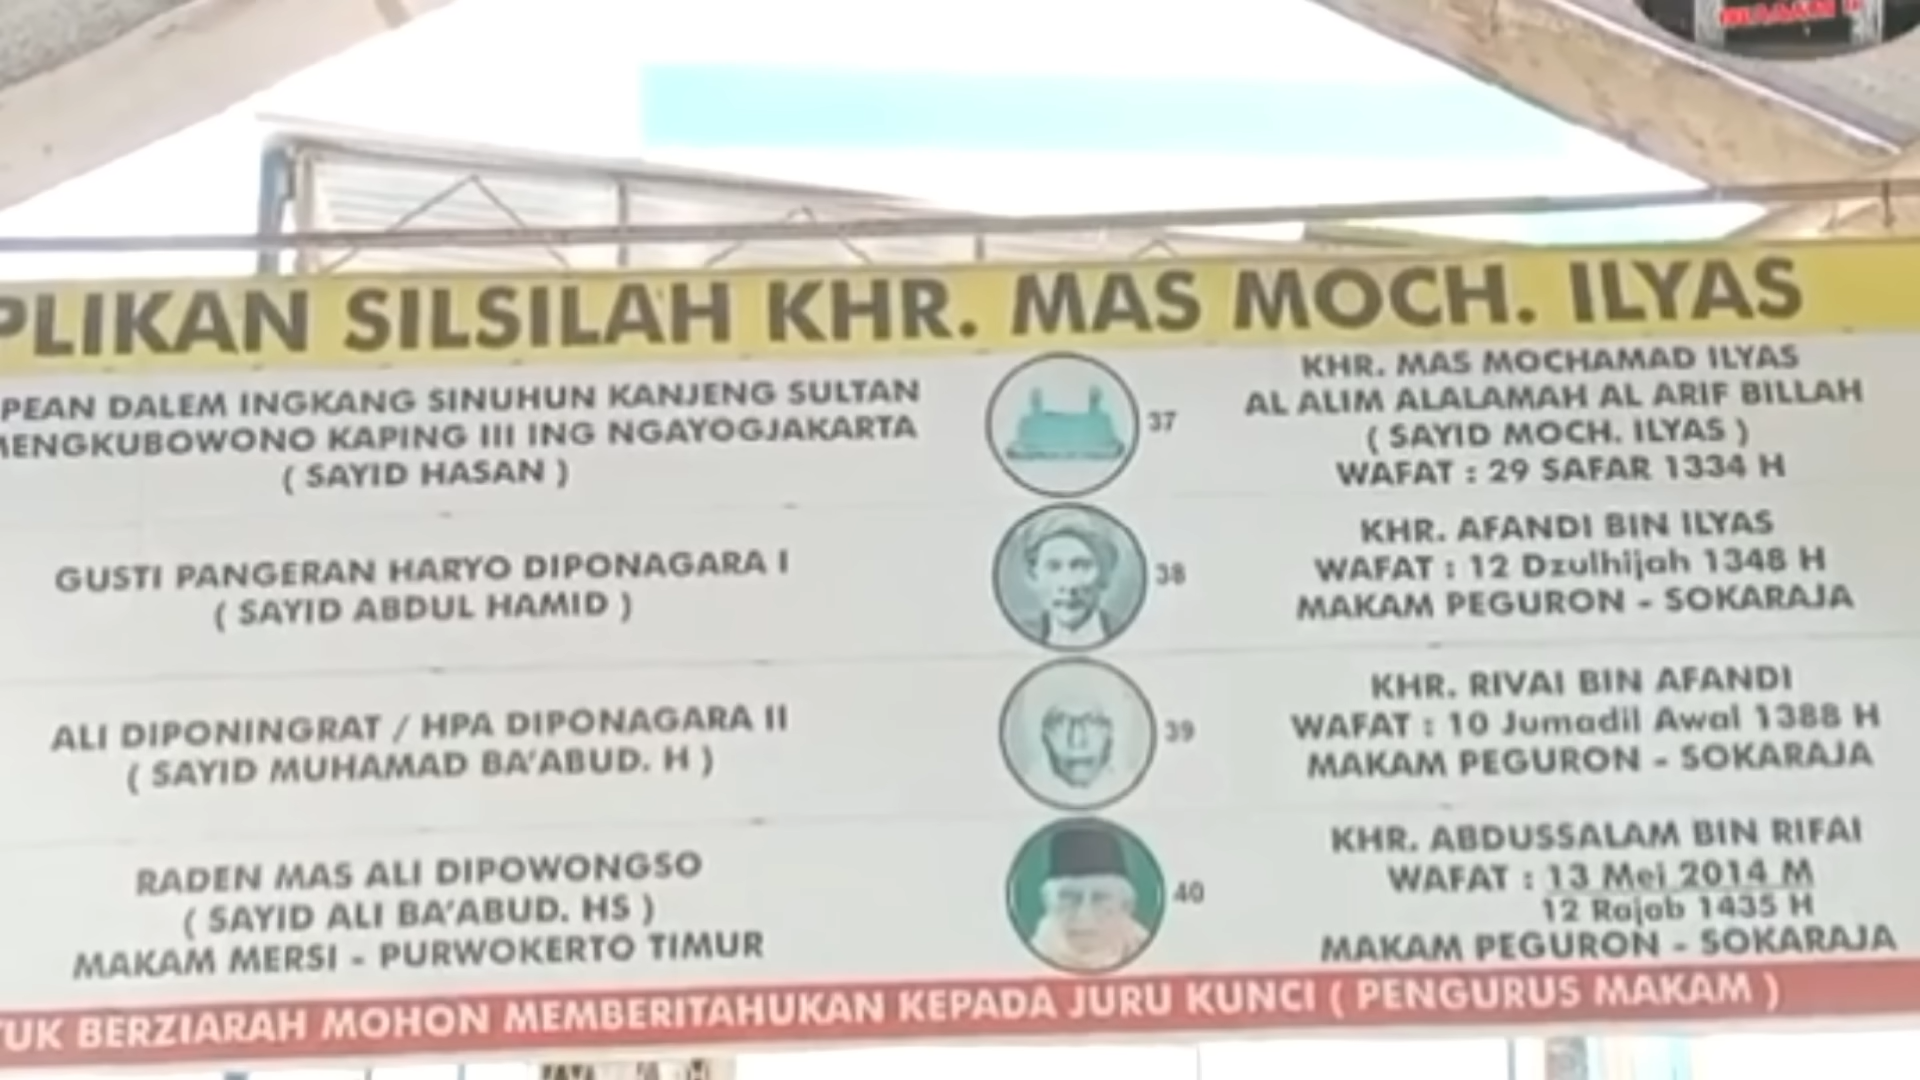 PLIKAN SILSILAH KHR. MAS MOCH. ILYAS
PEAN DALEM INGKANG SINUHUN KANJENG SULTAN
MENGKUBOWONO KAPING III ING NGAYOGJAKARTA
( SAYID HASAN )
GUSTI PANGERAN HARYO DIPONAGARA I
( SAYID ABDUL HAMID )
ALI DIPONINGRAT / HPA DIPONAGARA II
( SAYID MUHAMAD BA'ABUD. H )
RADEN MAS ALI DIPOWONGSO
( SAYID ALI BA'ABUD. HS )
MAKAM MERSI - PURWOKERTO TIMUR
37
KHR. MAS MOCHAMAD ILYAS
AL ALIM ALALAMAH AL ARIF BILLAH
( SAYID MOCH. ILYAS )
WAFAT : 29 SAFAR 1334 H
38
KHR. AFANDI BIN ILYAS
WAFAT : 12 Dzulhijah 1348 H
MAKAM PEGURON - SOKARAJA
39
KHR. RIVAI BIN AFANDI
WAFAT : 10 Jumadil Awal 1388 H
MAKAM PEGURON - SOKARAJA
40
KHR. ABDUSSALAM BIN RIFAI
WAFAT : 13 Mei 2014 M
12 Rajab 1435 H
MAKAM PEGURON - SOKARAJA
TUK BERZIARAH MOHON MEMBERITAHUKAN KEPADA JURU KUNCI ( PENGURUS MAKAM )